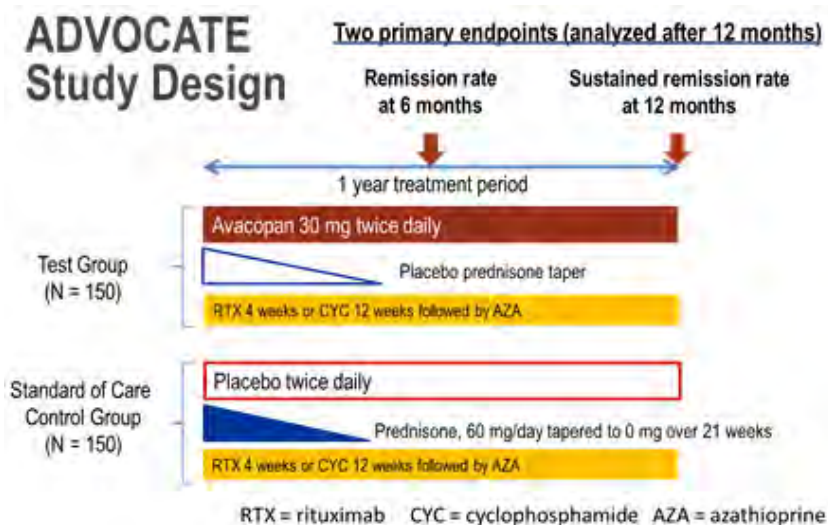 ADVOCATE
Study Design
Two primary endpoints (analyzed after 12 months)
Remission rate
at 6 months
Sustained remission rate
at 12 months
1 year treatment period
Test Group
(N = 150)
Avacopan 30 mg twice daily
Placebo prednisone taper
RTX 4 weeks or CYC 12 weeks followed by AZA
Standard of Care
Control Group
(N = 150)
Placebo twice daily
Prednisone, 60 mg/day tapered to 0 mg over 21 weeks
RTX 4 weeks or CYC 12 weeks followed by AZA
RTX = rituximab CYC = cyclophosphamide AZA = azathioprine